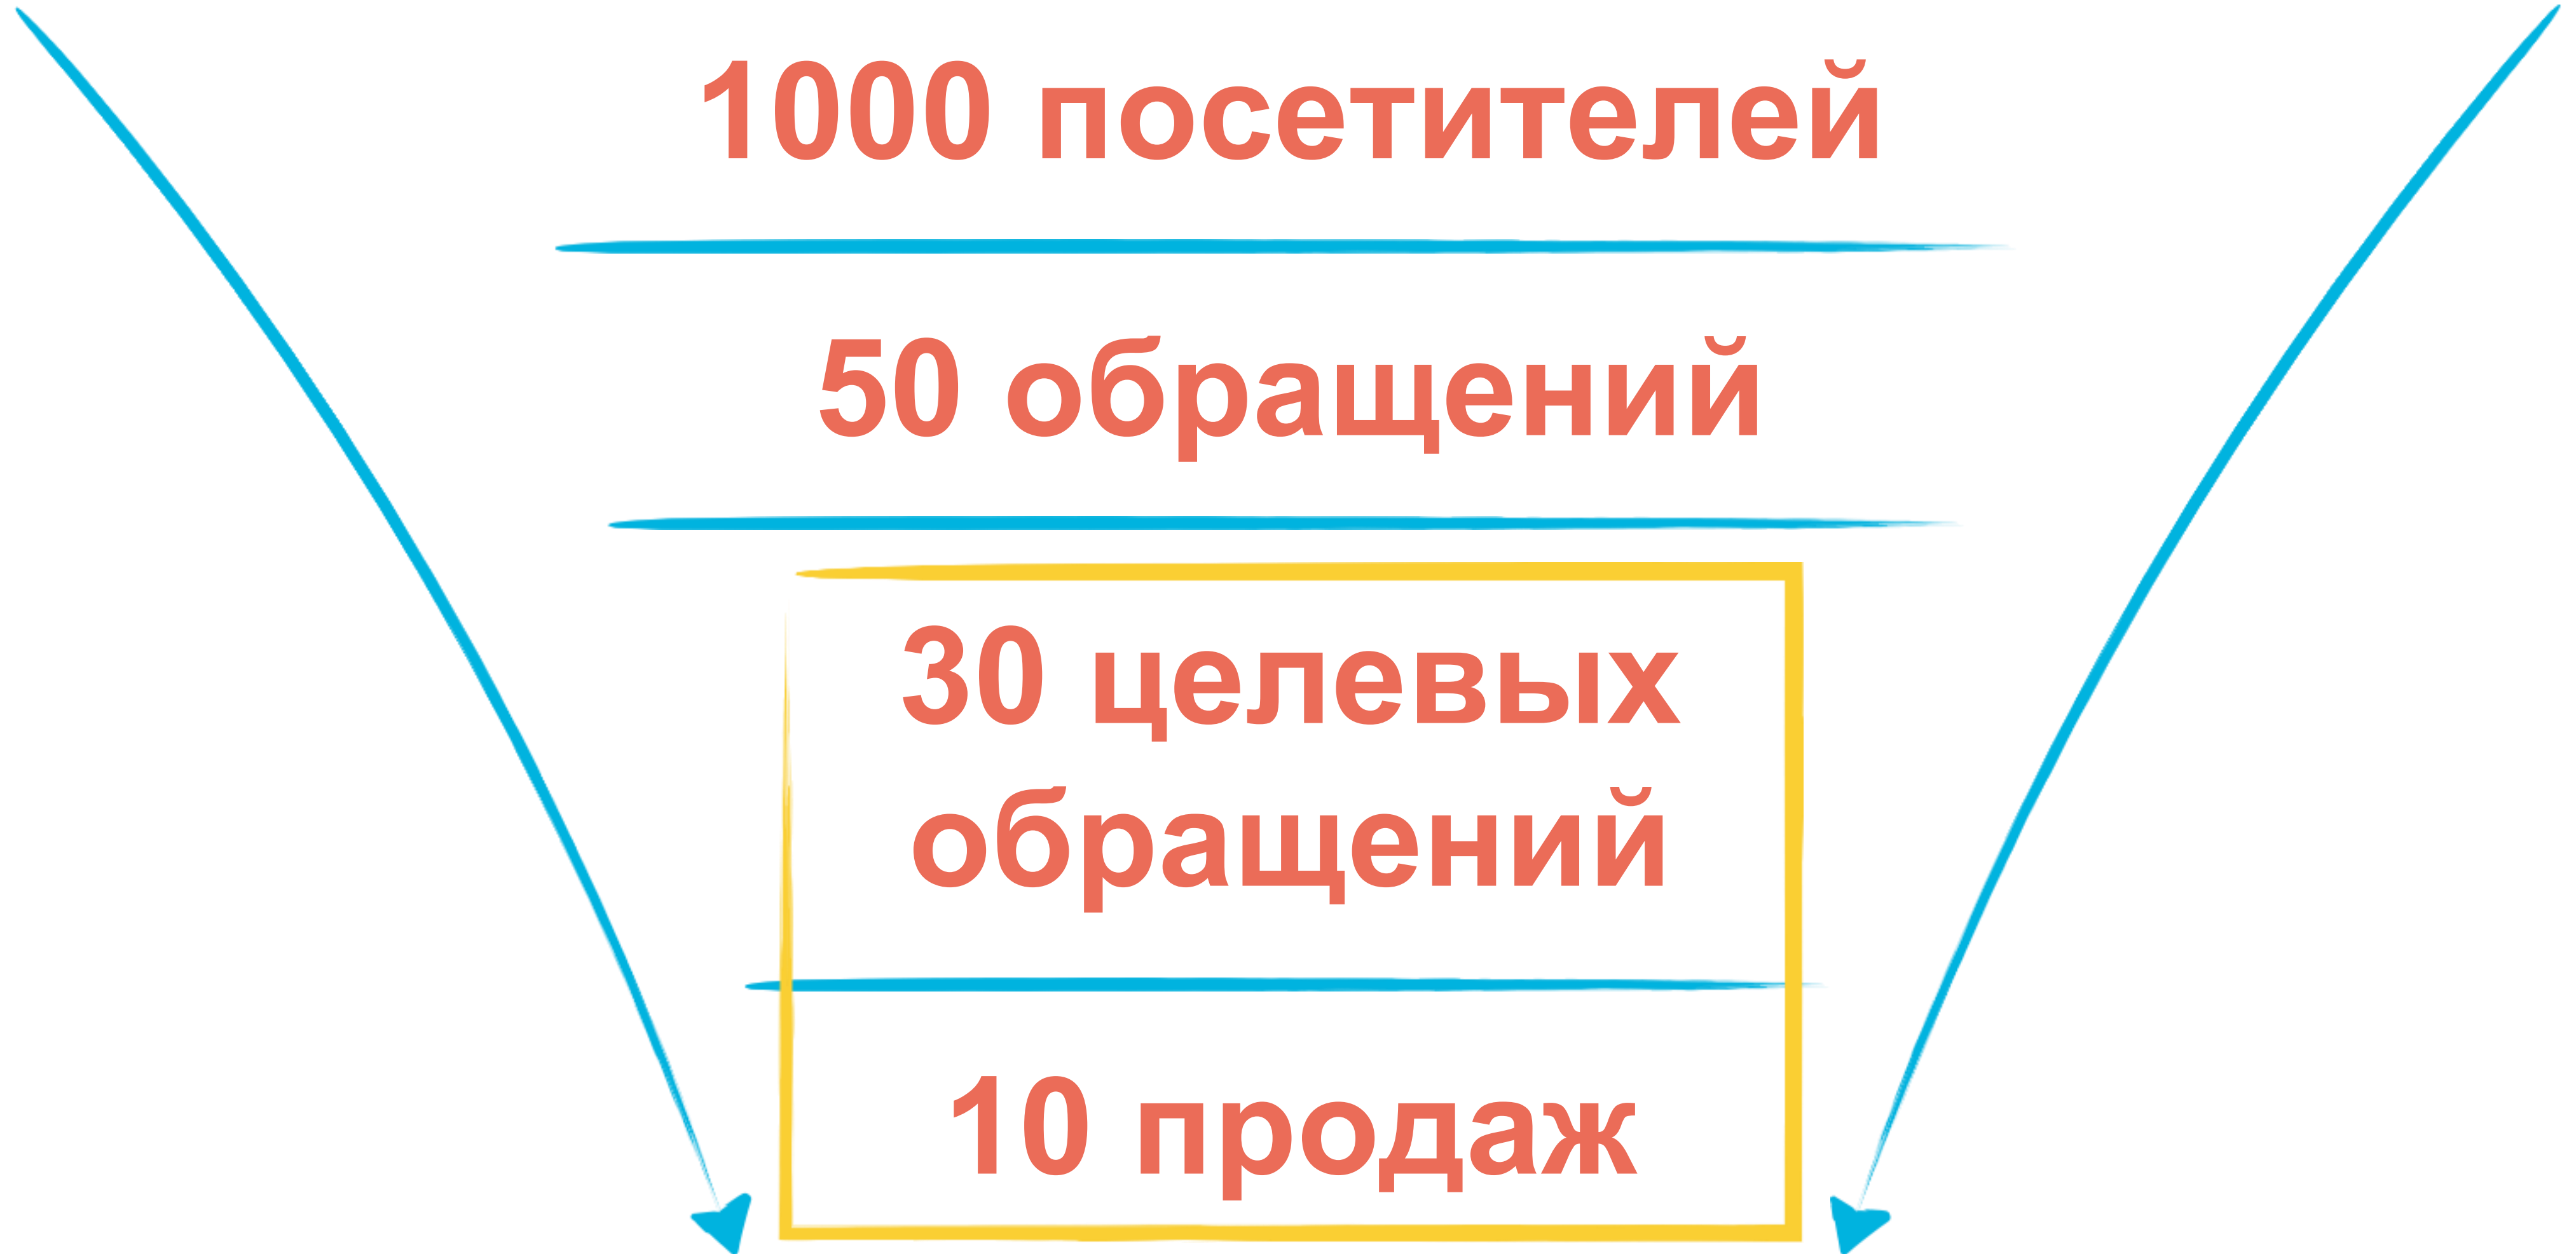 1000 посетителей
50 обращений
30 целевых
обращений
10 продаж